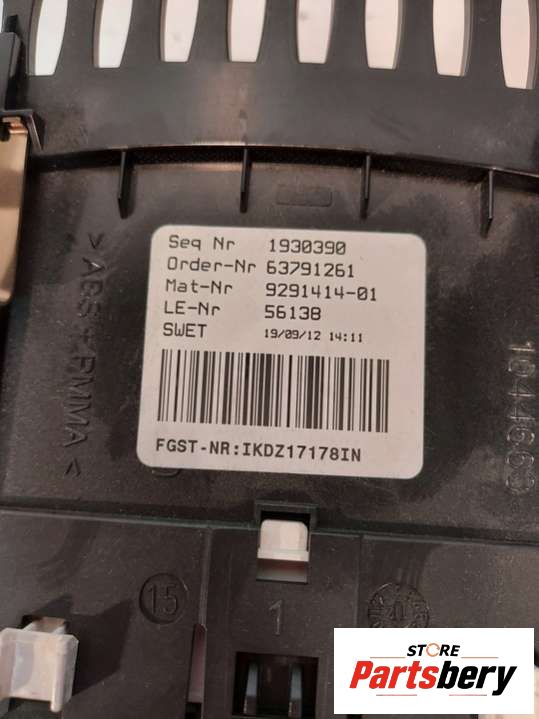 Seq Nr 1930390
Order-Nr 63791261
Mat-Nr 9291414-01
LE-Nr 56138
SWET 19/09/12 14:11
FGST-NR:IKDZ17178IN
>ABS+PMMA<
15
1
STORE
Partsbery